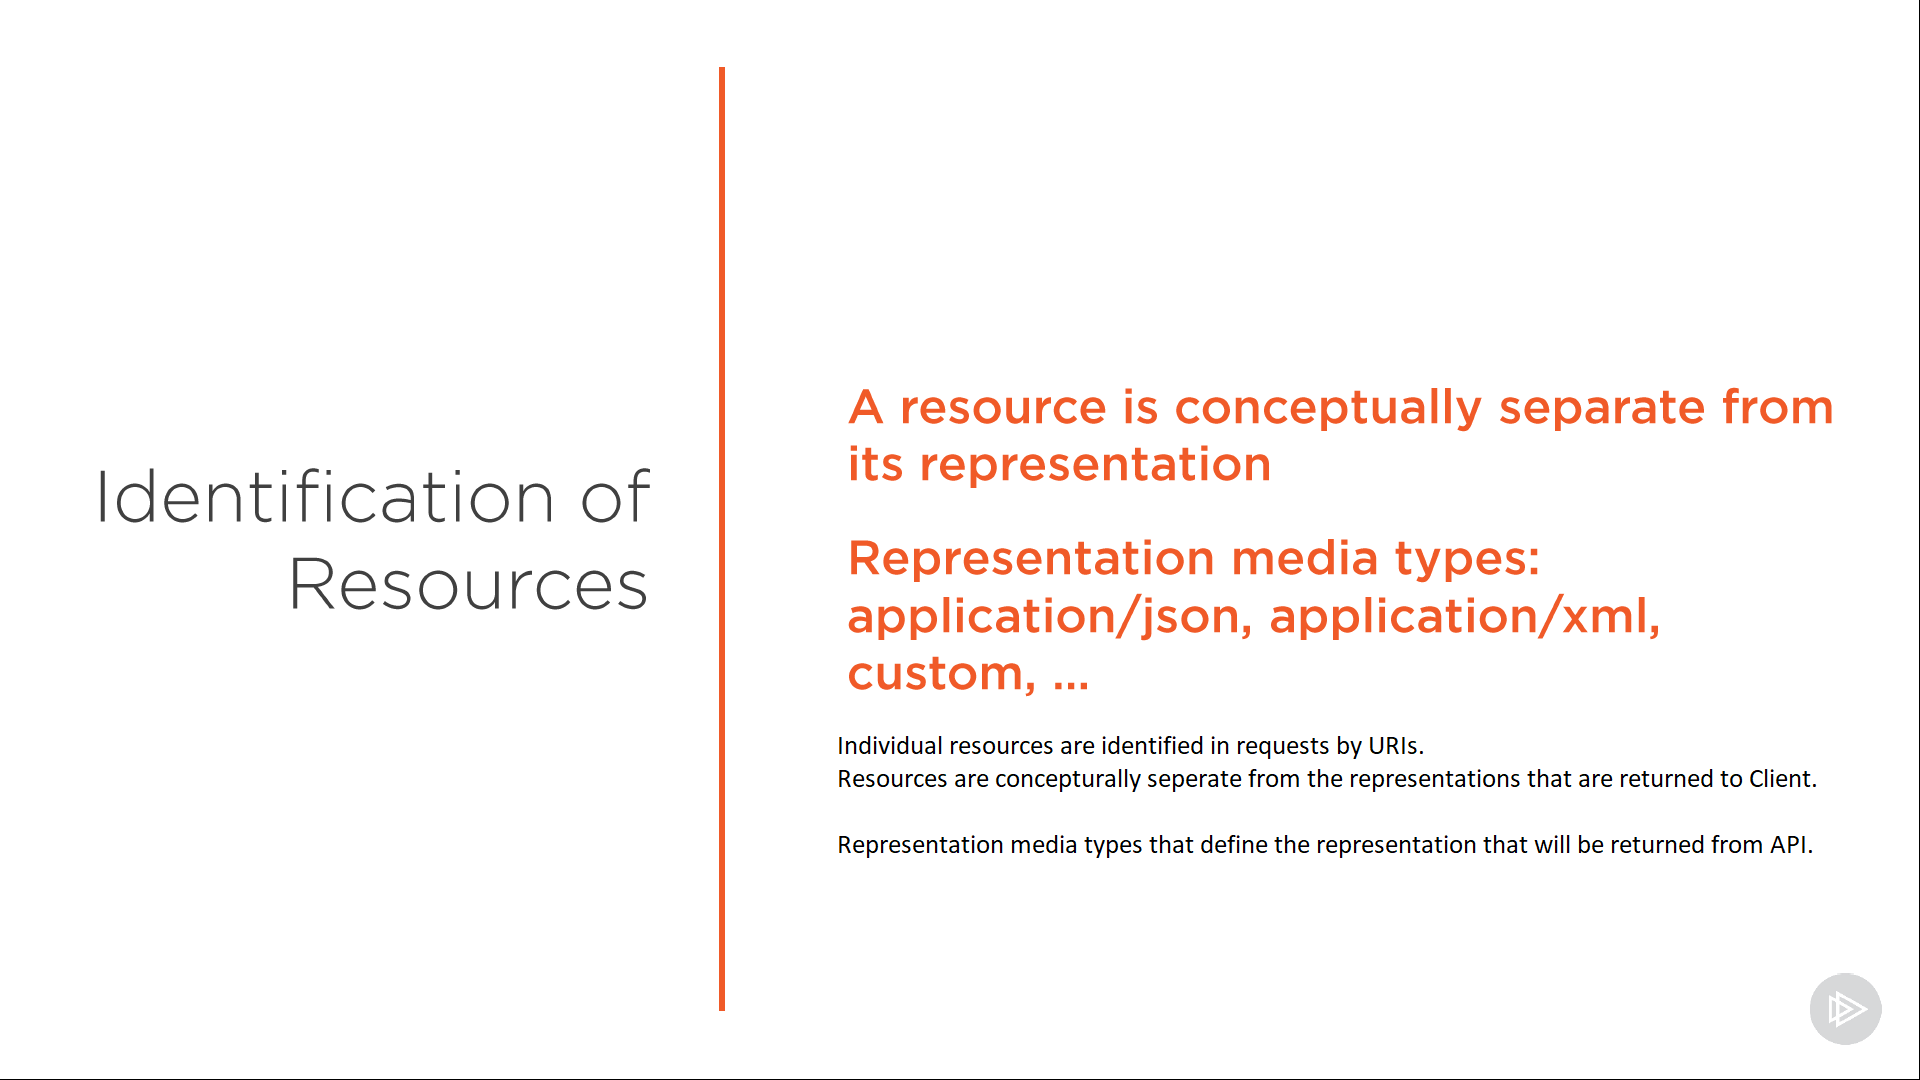 Identification of
Resources
A resource is conceptually separate from
its representation
Representation media types:
application/json, application/xml,
custom, ...
Individual resources are identified in requests by URIs.
Resources are concepturally seperate from the representations that are returned to Client.
Representation media types that define the representation that will be returned from API.